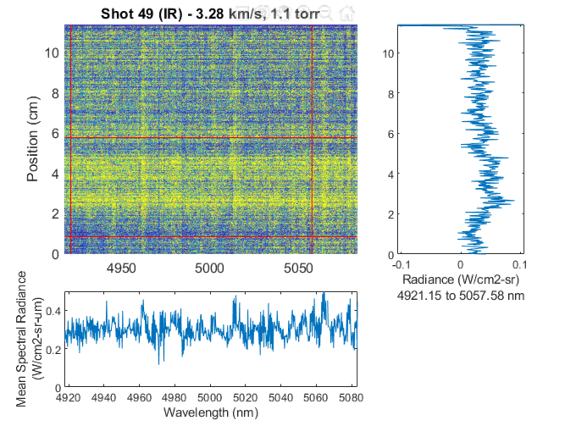 Shot 49 (IR) - 3.28 km/s, 1.1 torr
Position (cm)
10
8
6
4
2
0
4950
5000
5050
10
8
6
4
2
0
-0.1
0
0.1
Radiance (W/cm2-sr)
4921.15 to 5057.58 nm
Mean Spectral Radiance
(W/cm2-sr-um)
0.4
0.2
0
4920 4940 4960 4980 5000 5020 5040 5060 5080
Wavelength (nm)